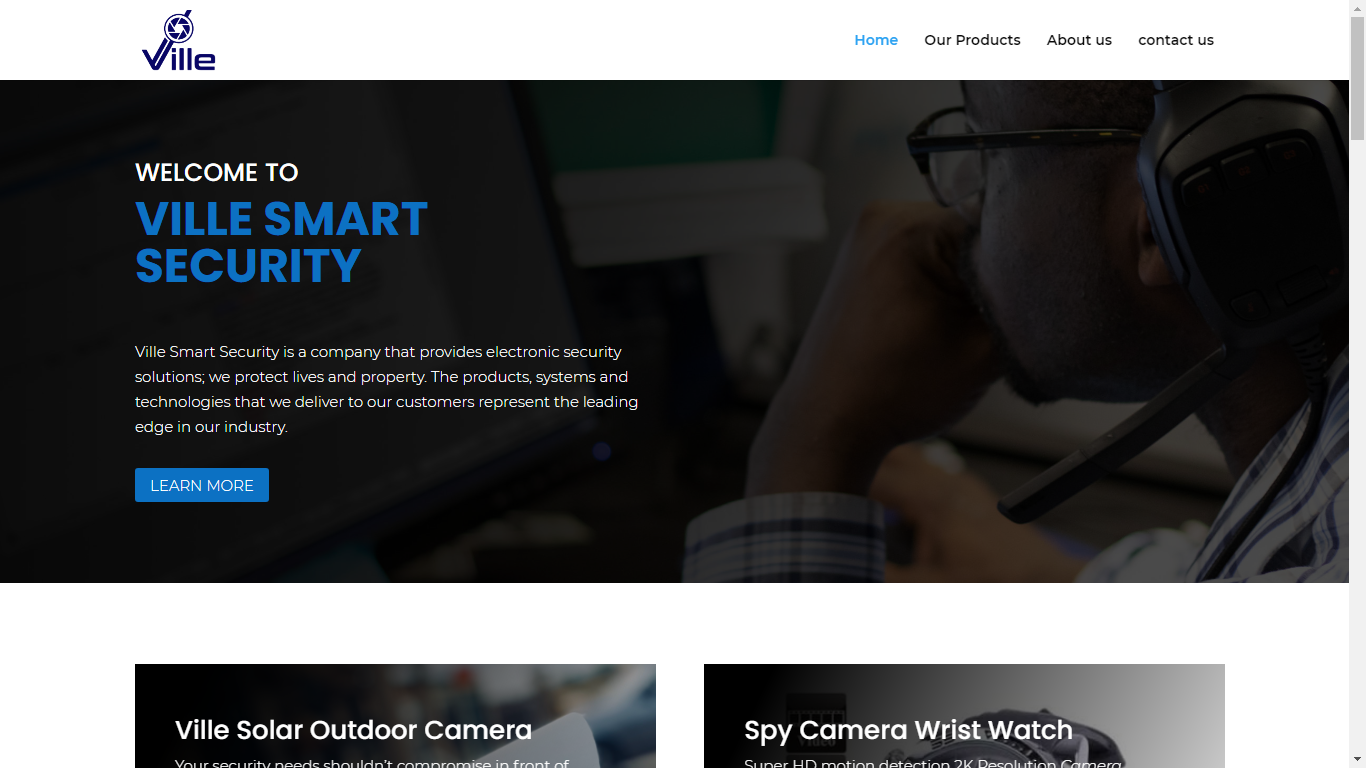 Ville
Home
Our Products
About us
contact us
WELCOME TO
VILLE SMART
SECURITY
Ville Smart Security is a company that provides electronic security
solutions; we protect lives and property. The products, systems and
technologies that we deliver to our customers represent the leading
edge in our industry.
LEARN MORE
Ville Solar Outdoor Camera
Your security needs shouldn't compromise in front of
Spy Camera Wrist Watch
Super HD motion detection 2K Resolution Camera